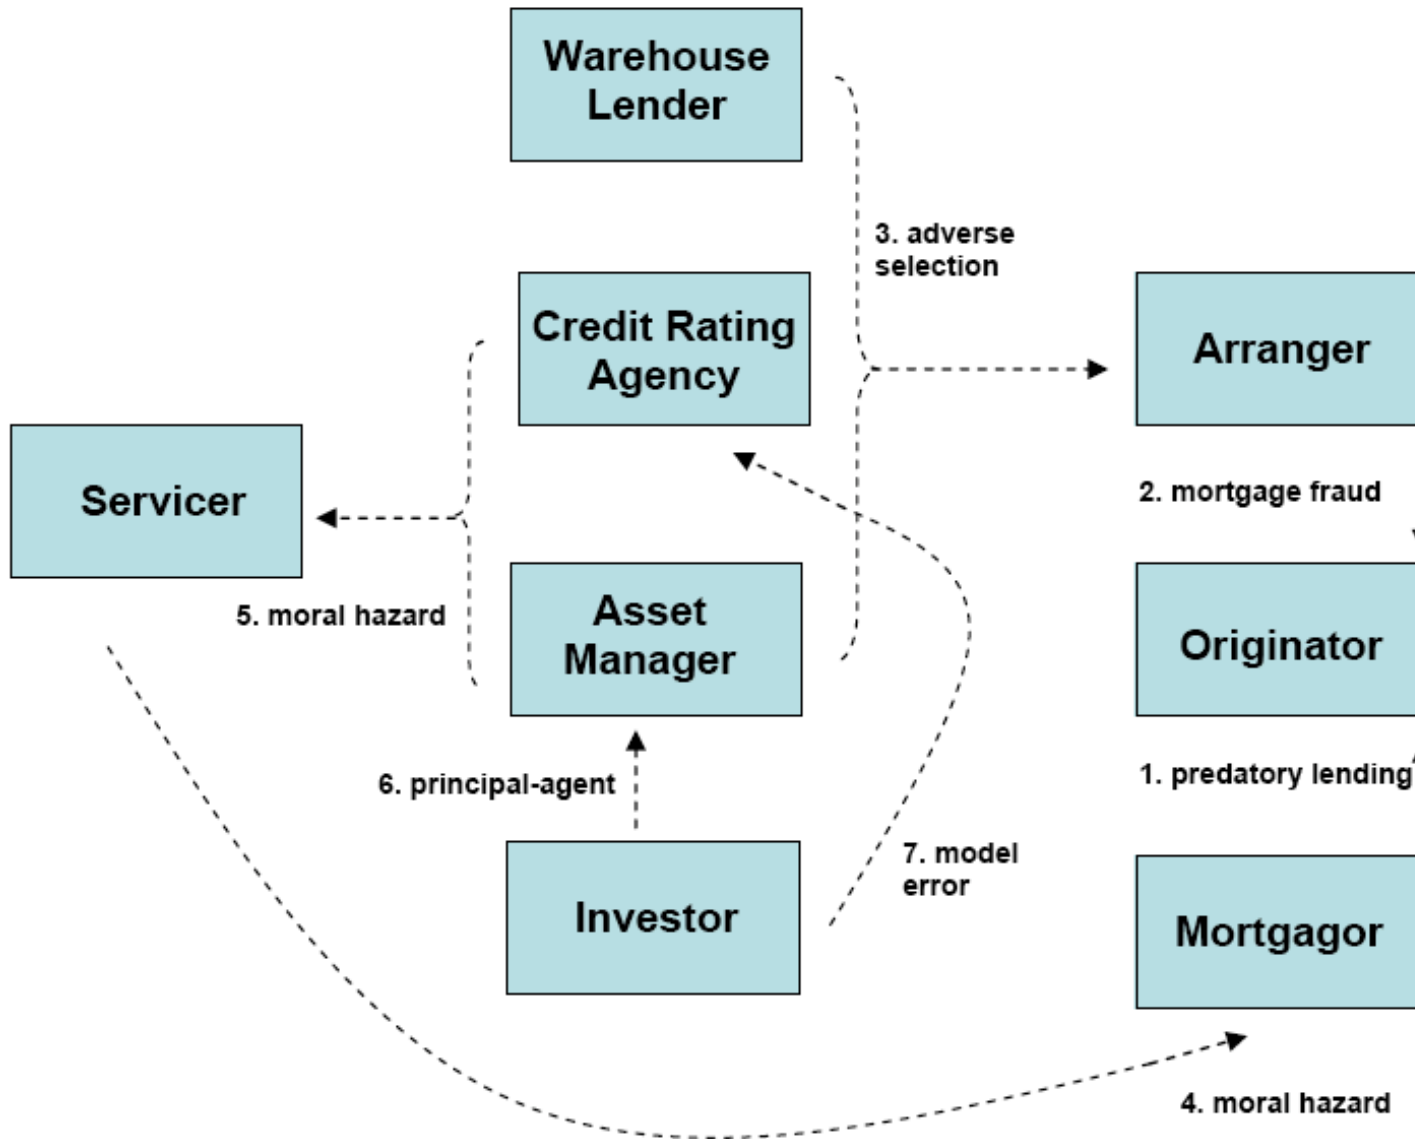 Warehouse
Lender
3. adverse
selection
Credit Rating
Agency
Arranger
Servicer
2. mortgage fraud
5. moral hazard
Asset
Manager
Originator
6. principal-agent
1. predatory lending
7. model
error
Investor
Mortgagor
4. moral hazard